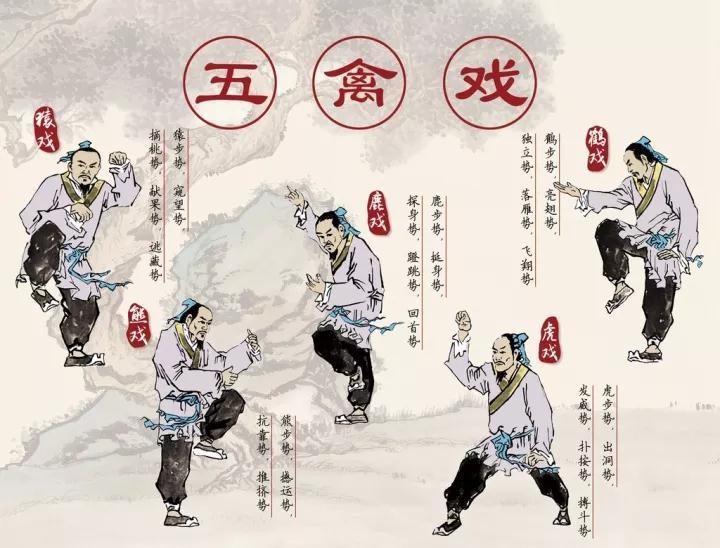 五禽戏
猿戏
猿步势，窥望势，
摘桃势，献果势，逃藏势
鹿戏
鹿步势，挺身势，
探身势，蹬跳势，回首势
鹤戏
鹤步势，亮翅势，
独立势，落雁势，飞翔势
熊戏
熊步势，撼运势，
抗靠势，推挤势
虎戏
虎步势，出洞势，
发威势，扑按势，搏斗势